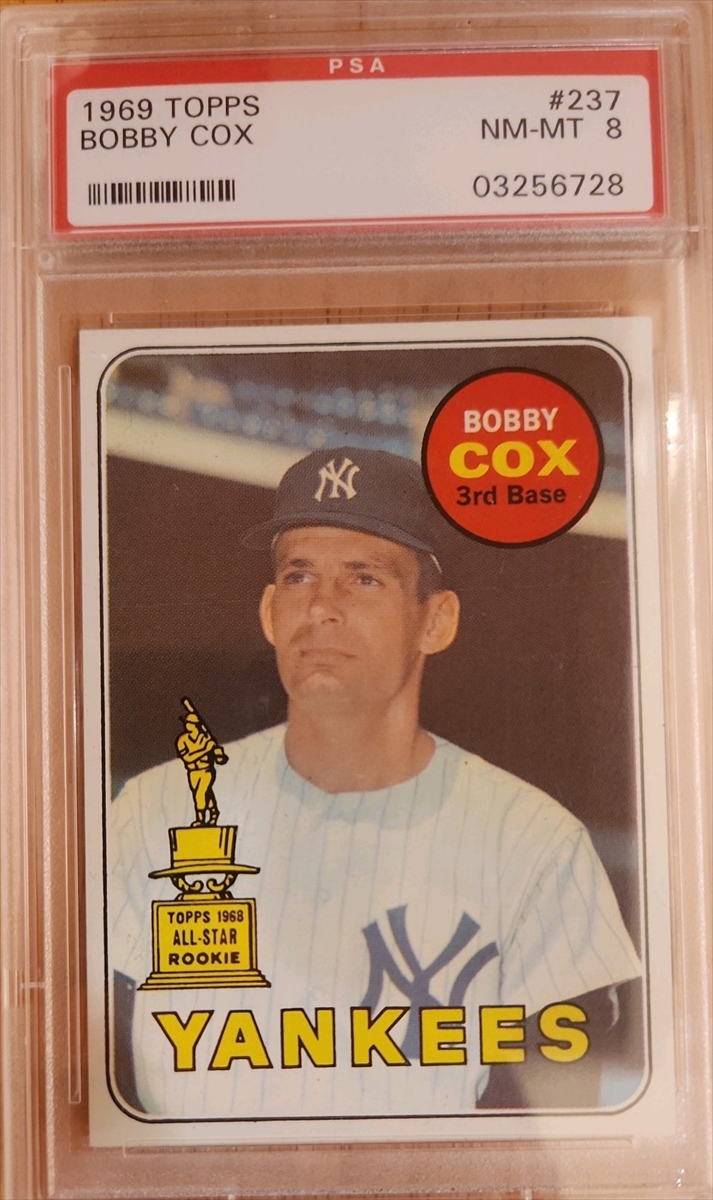 PSA
1969 TOPPS #237
BOBBY COX NM-MT 8
03256728
NY
BOBBY
COX
3rd Base
TOPPS 1968
ALL-STAR
ROOKIE
NY
YANKEES